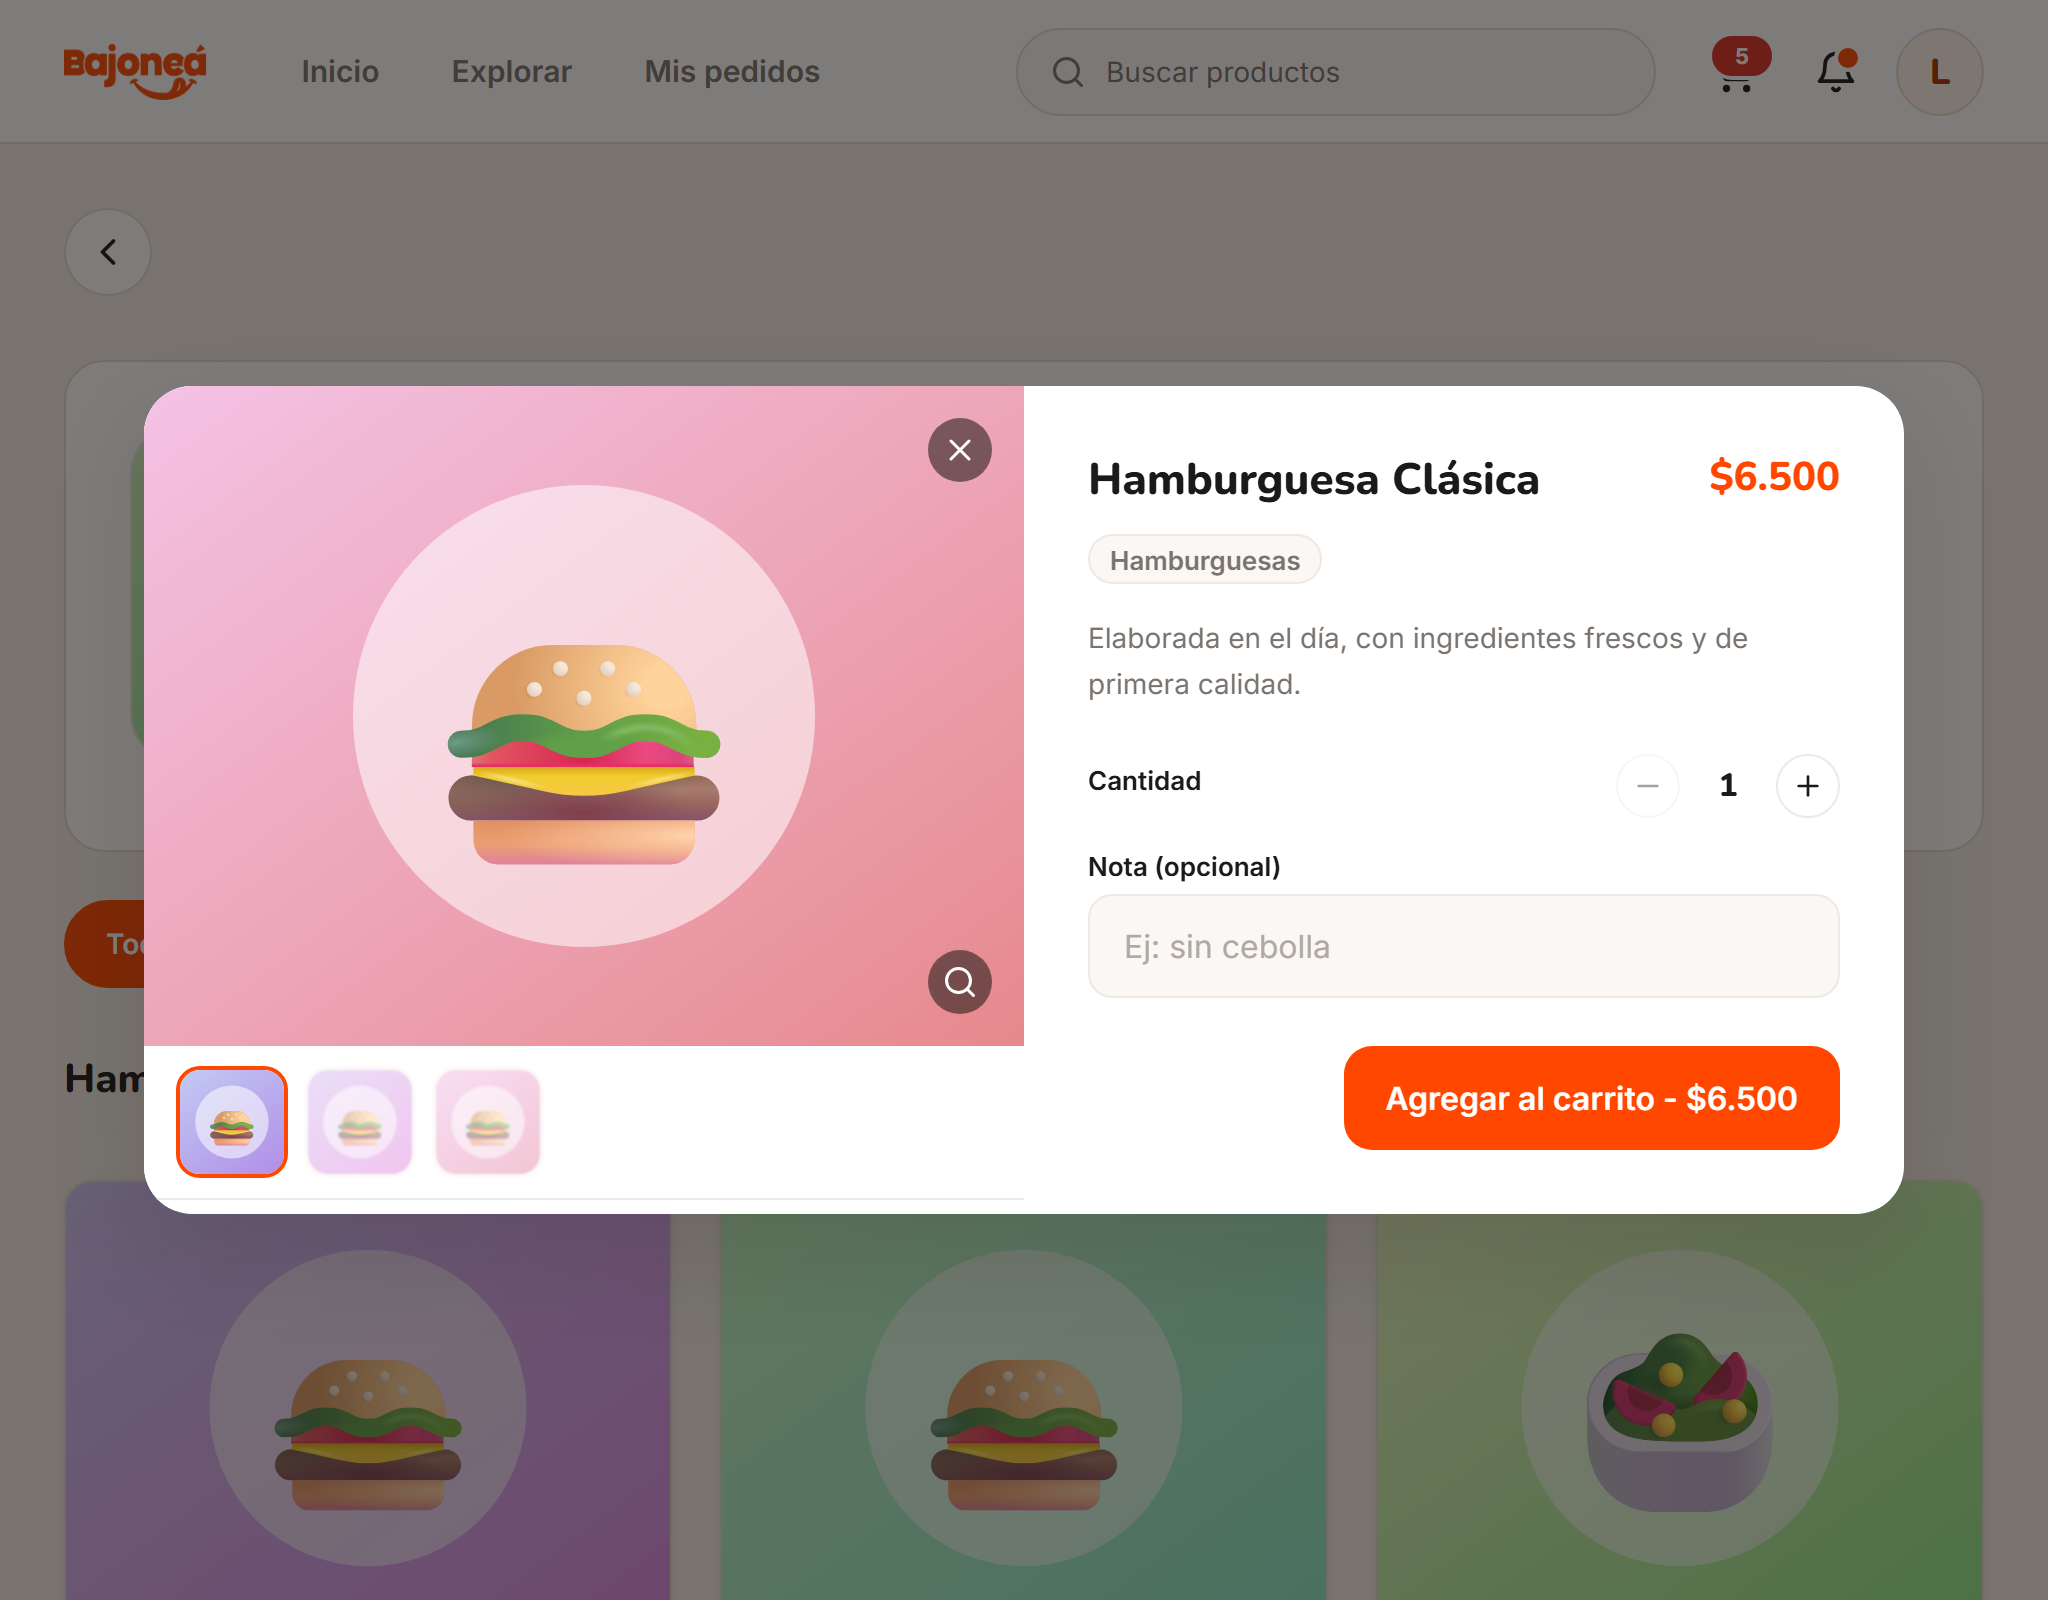 Bajoneá
Inicio
Explorar
Mis pedidos
Buscar productos
5
L
Hamburguesa Clásica
$6.500
Hamburguesas
Elaborada en el día, con ingredientes frescos y de
primera calidad.
Cantidad
1
Nota (opcional)
Ej: sin cebolla
Agregar al carrito - $6.500